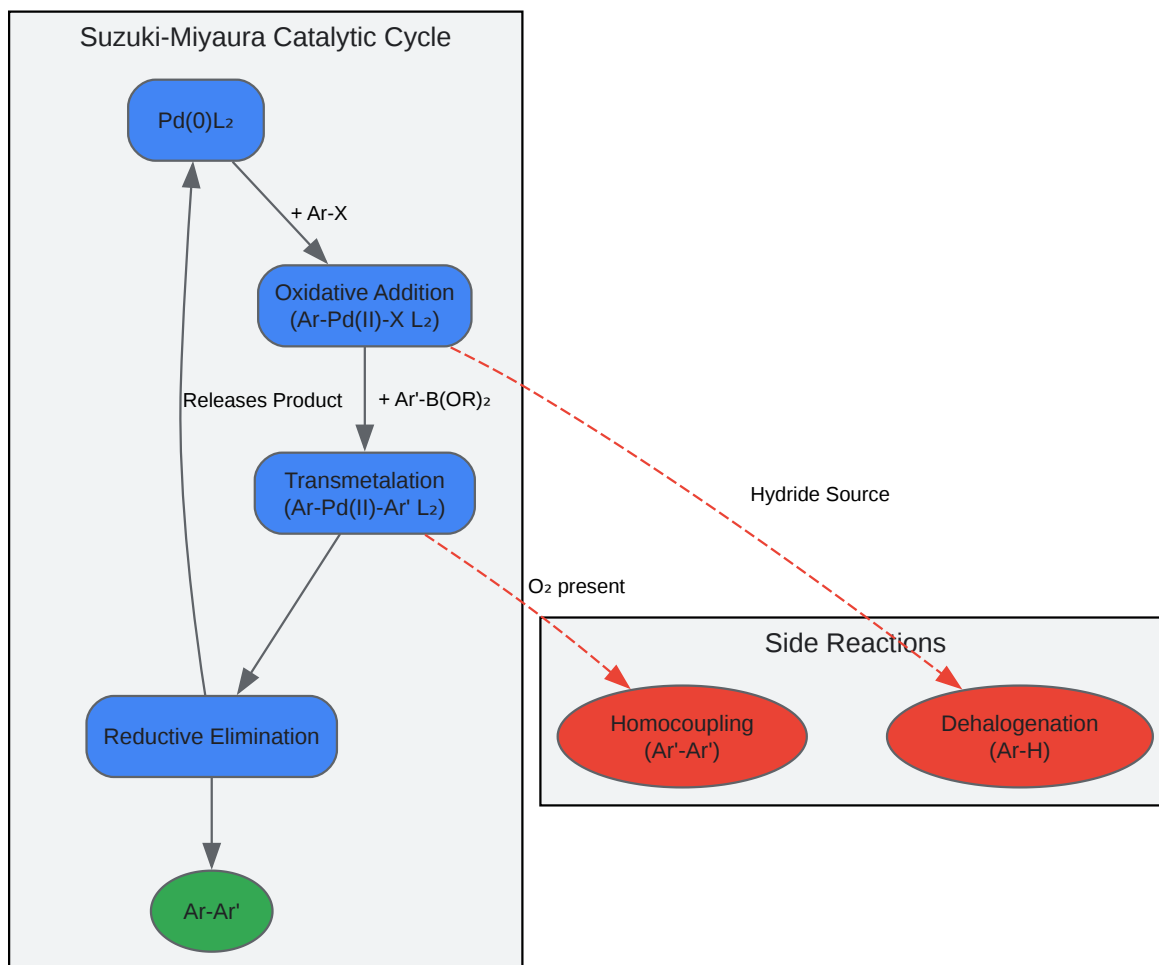 Suzuki-Miyaura Catalytic Cycle
Pd(0)L₂
+ Ar-X
Oxidative Addition
(Ar-Pd(II)-X L₂)
Releases Product
+ Ar'-B(OR)₂
Transmetalation
(Ar-Pd(II)-Ar' L₂)
Hydride Source
O₂ present
Side Reactions
Reductive Elimination
Homocoupling
(Ar'-Ar')
Dehalogenation
(Ar-H)
Ar-Ar'